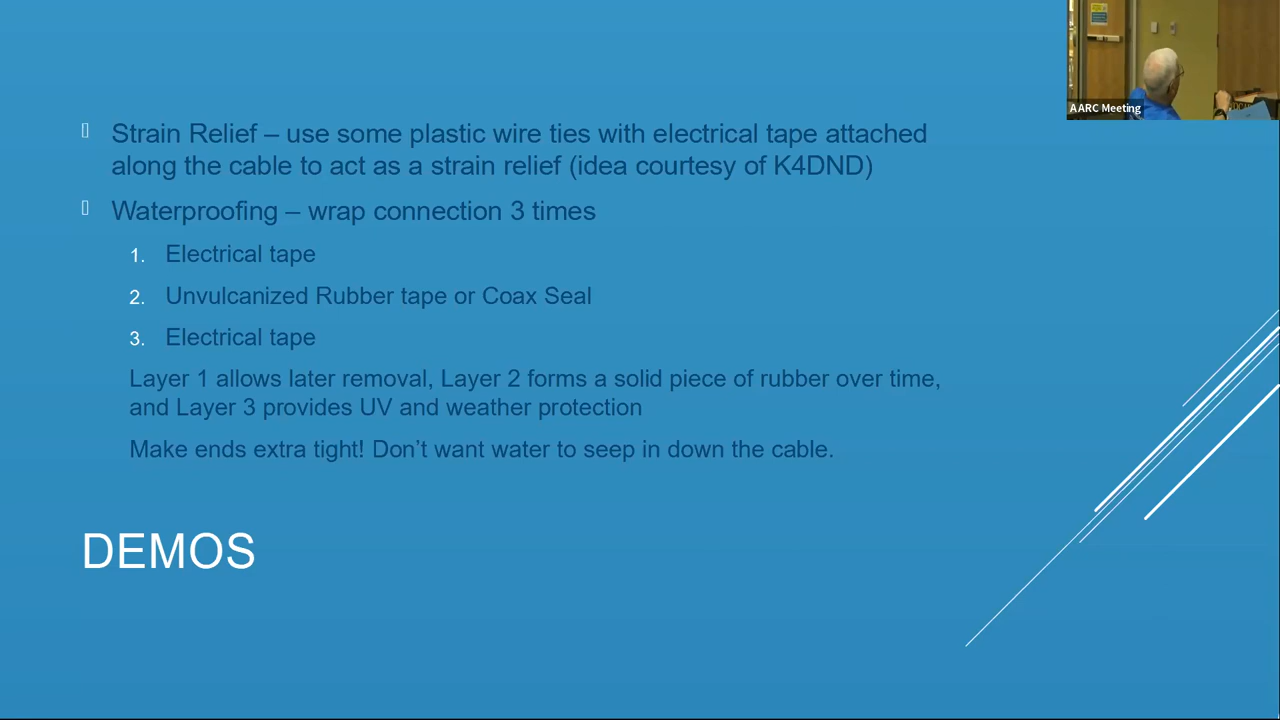 AARC Meeting
Strain Relief – use some plastic wire ties with electrical tape attached
along the cable to act as a strain relief (idea courtesy of K4DND)
Waterproofing – wrap connection 3 times
1. Electrical tape
2. Unvulcanized Rubber tape or Coax Seal
3. Electrical tape
Layer 1 allows later removal, Layer 2 forms a solid piece of rubber over time,
and Layer 3 provides UV and weather protection
Make ends extra tight! Don’t want water to seep in down the cable.
DEMOS